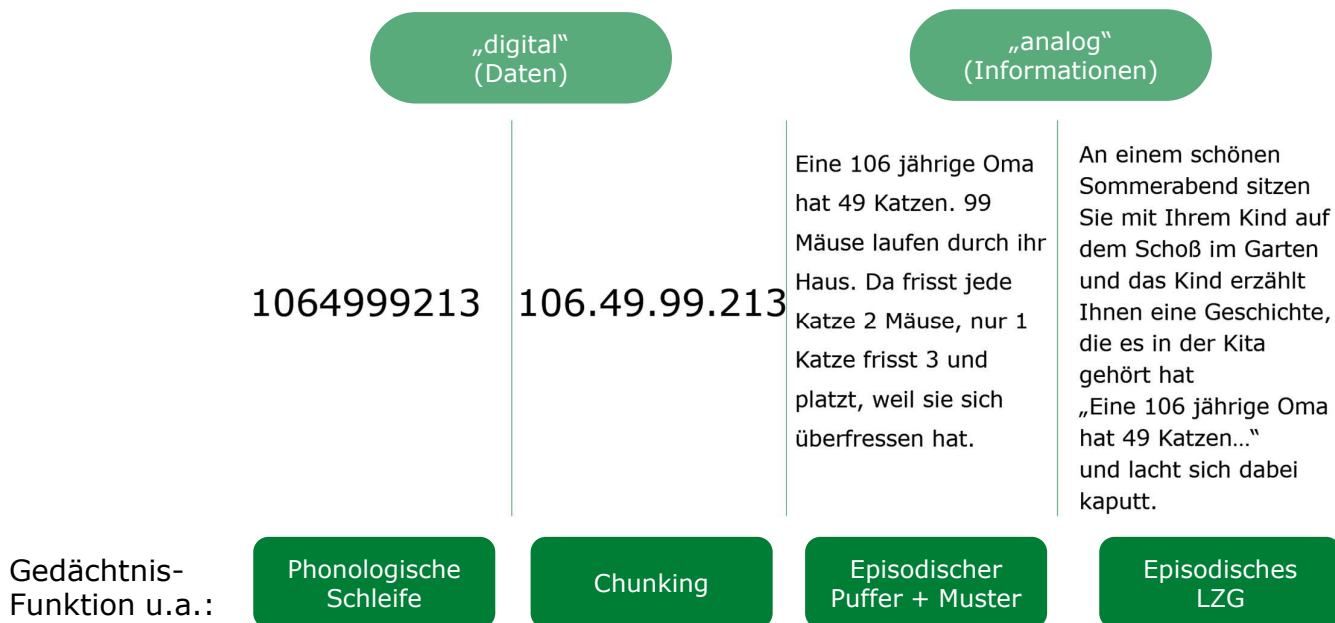 „digital“
(Daten)
„analog“
(Informationen)
1064999213
106.49.99.213
Eine 106 jährige Oma
hat 49 Katzen. 99
Mäuse laufen durch ihr
Haus. Da frisst jede
Katze 2 Mäuse, nur 1
Katze frisst 3 und
platzt, weil sie sich
überfressen hat.
An einem schönen
Sommerabend sitzen
Sie mit Ihrem Kind auf
dem Schoß im Garten
und das Kind erzählt
Ihnen eine Geschichte,
die es in der Kita
gehört hat
„Eine 106 jährige Oma
hat 49 Katzen…“
und lacht sich dabei
kaputt.
Gedächtnis-
Funktion u.a.:
Phonologische
Schleife
Chunking
Episodischer
Puffer + Muster
Episodisches
LZG